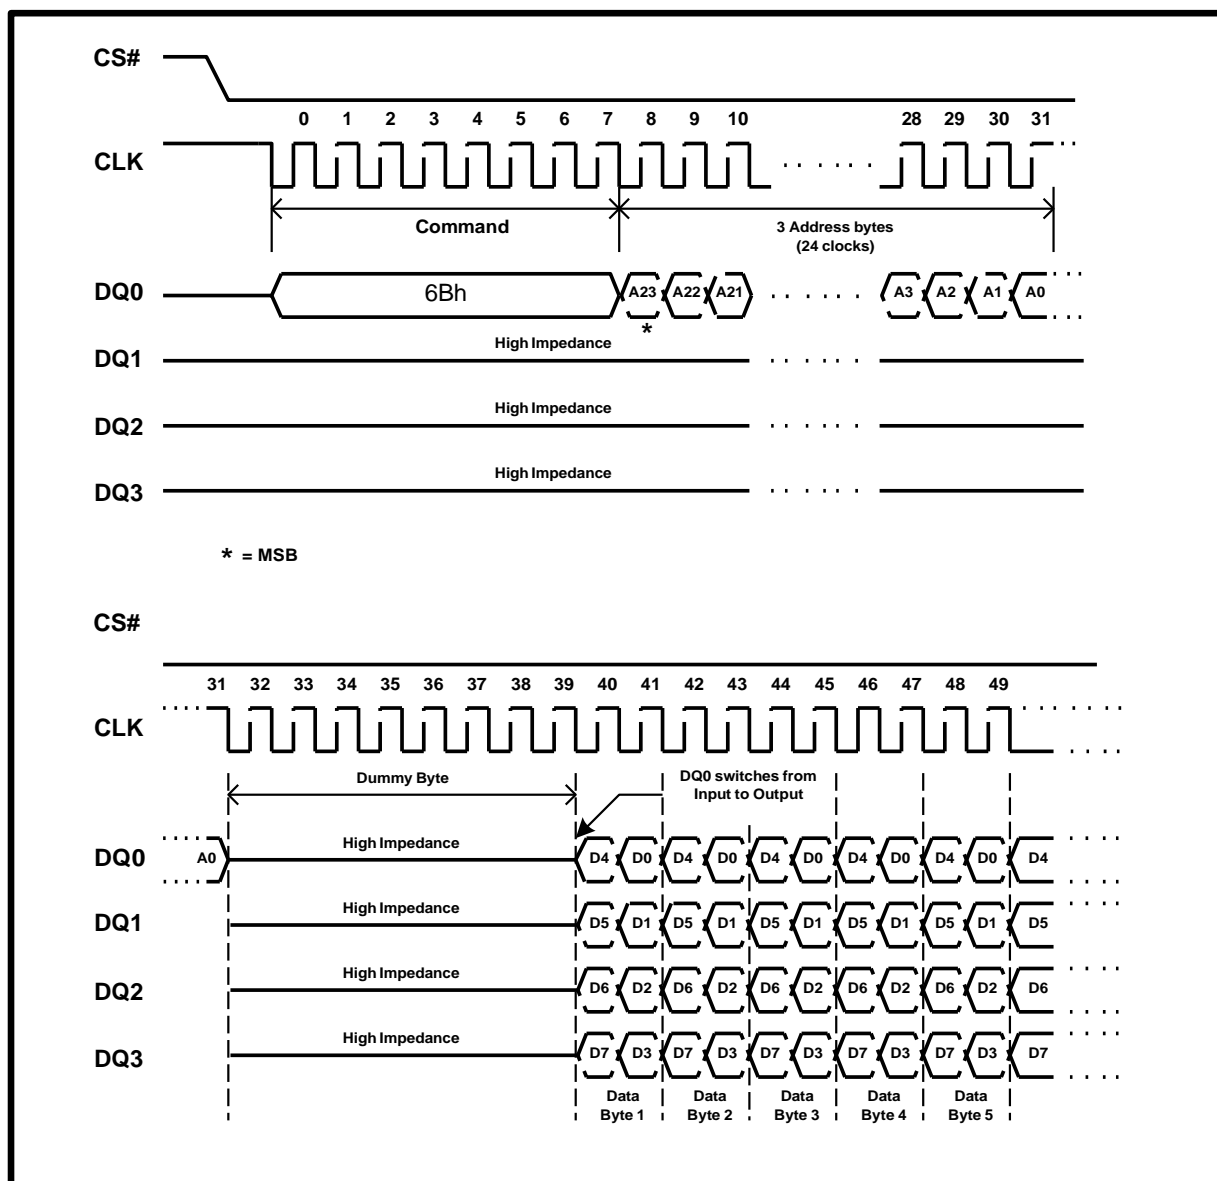 CS#
0 1 2 3 4 5 6 7 8 9 10 28 29 30 31
CLK
Command
3 Address bytes
(24 clocks)
DQ0 6Bh A23 A22 A21 A3 A2 A1 A0
*
High Impedance
DQ1
High Impedance
DQ2
High Impedance
DQ3
* = MSB
CS#
31 32 33 34 35 36 37 38 39 40 41 42 43 44 45 46 47 48 49
CLK
Dummy Byte
DQ0 switches from
Input to Output
High Impedance
DQ0 A0 D4 D0 D4 D0 D4 D0 D4 D0 D4 D0 D4
High Impedance
DQ1 D5 D1 D5 D1 D5 D1 D5 D1 D5 D1 D5
High Impedance
DQ2 D6 D2 D6 D2 D6 D2 D6 D2 D6 D2 D6
High Impedance
DQ3 D7 D3 D7 D3 D7 D3 D7 D3 D7 D3 D7
Data Data Data Data Data
Byte 1 Byte 2 Byte 3 Byte 4 Byte 5